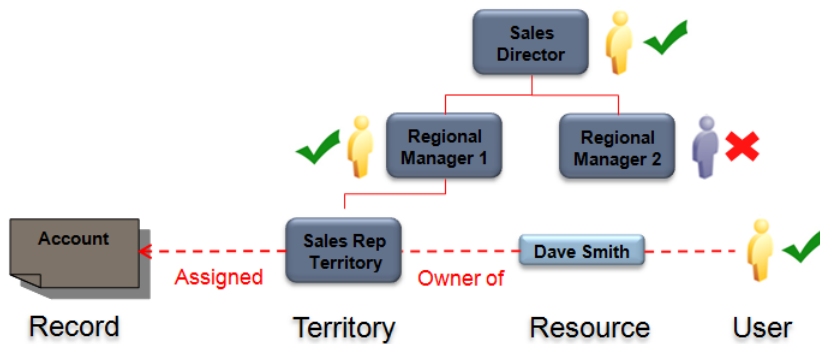 Sales
Director
Regional
Manager 1
Regional
Manager 2
Account
Sales Rep
Territory
Dave Smith
Assigned
Owner of
Record
Territory
Resource
User